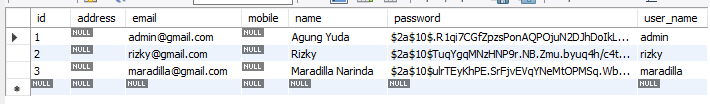 id address email mobile name password user_name
1 NULL admin@gmail.com NULL Agung Yuda $2a$10$.R1qi7CGfZpzsPonAQPOjuN2DJhDoIkL... admin
2 NULL rizky@gmail.com NULL Rizky $2a$10$TuqYgqMNzHNP9r.NB.Zmu.byuq4h/c4t... rizky
3 NULL maradilla@gmail.com NULL Maradilla Narinda $2a$10$ulrTEyKhPE.SrFjvEVqYNeMtOPMSq.Wb... maradilla
NULL NULL NULL NULL NULL NULL NULL